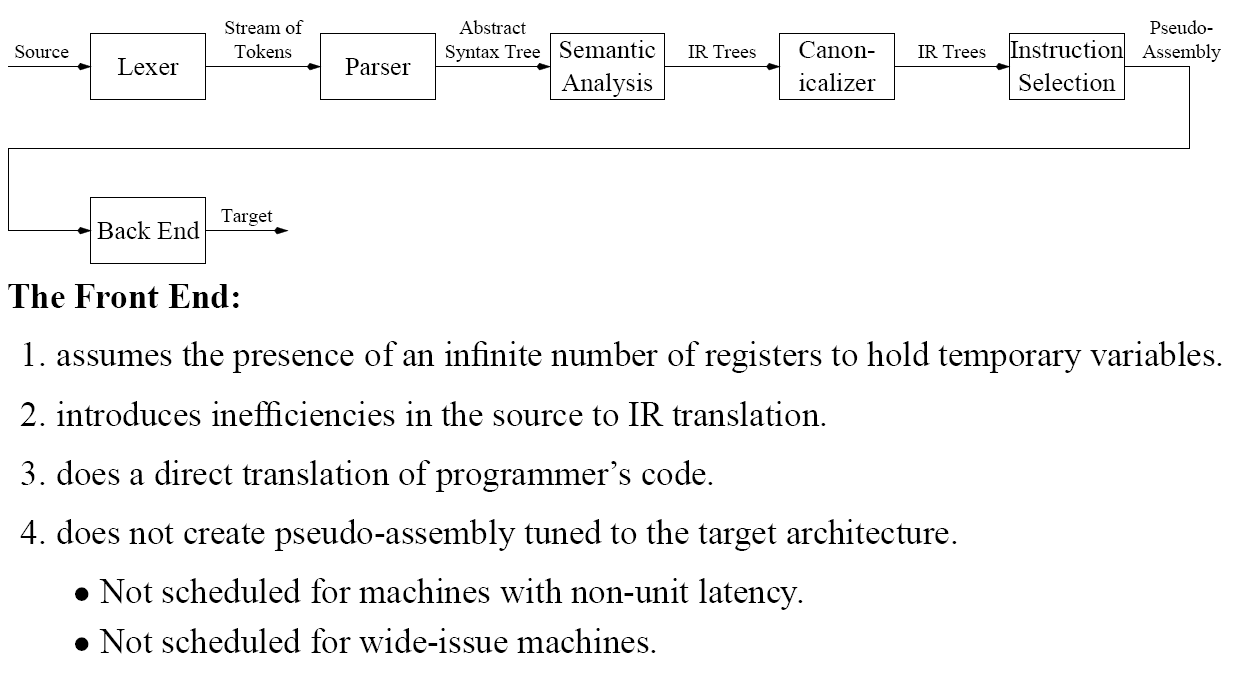 Source
Lexer
Stream of
Tokens
Parser
Abstract
Syntax Tree
Semantic
Analysis
IR Trees
Canon-
icalizer
IR Trees
Instruction
Selection
Pseudo-
Assembly
Back End
Target
The Front End:
1. assumes the presence of an infinite number of registers to hold temporary variables.
2. introduces inefficiencies in the source to IR translation.
3. does a direct translation of programmer’s code.
4. does not create pseudo-assembly tuned to the target architecture.
• Not scheduled for machines with non-unit latency.
• Not scheduled for wide-issue machines.